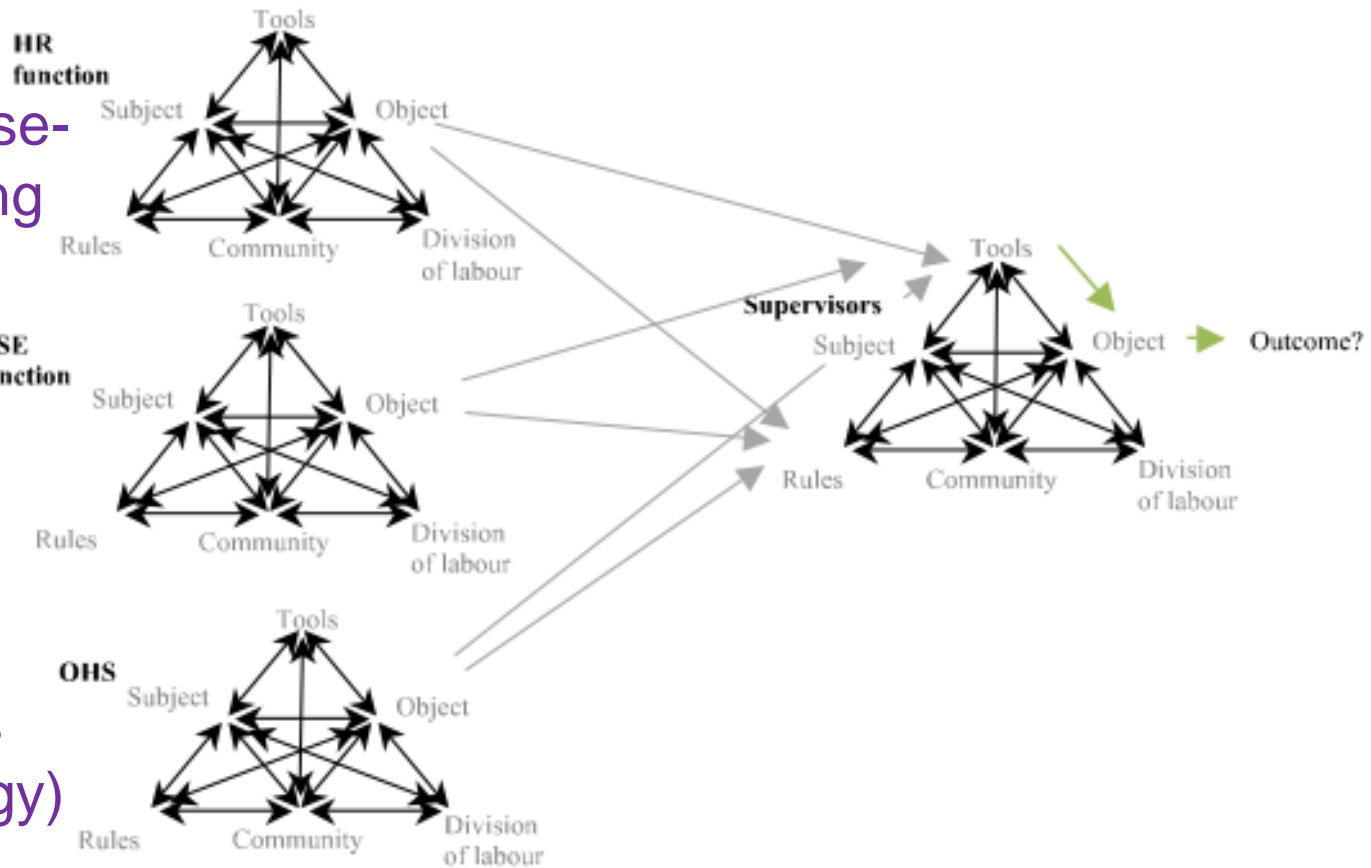 HR
function
Tools
Subject
Object
Rules
Community
Division
of labour
se-
ng
SE
nction
Tools
Subject
Object
Rules
Community
Division
of labour
OHS
Tools
Subject
Object
Rules
Community
Division
of labour
gy)
Supervisors
Tools
Subject
Object
Outcome?
Rules
Community
Division
of labour